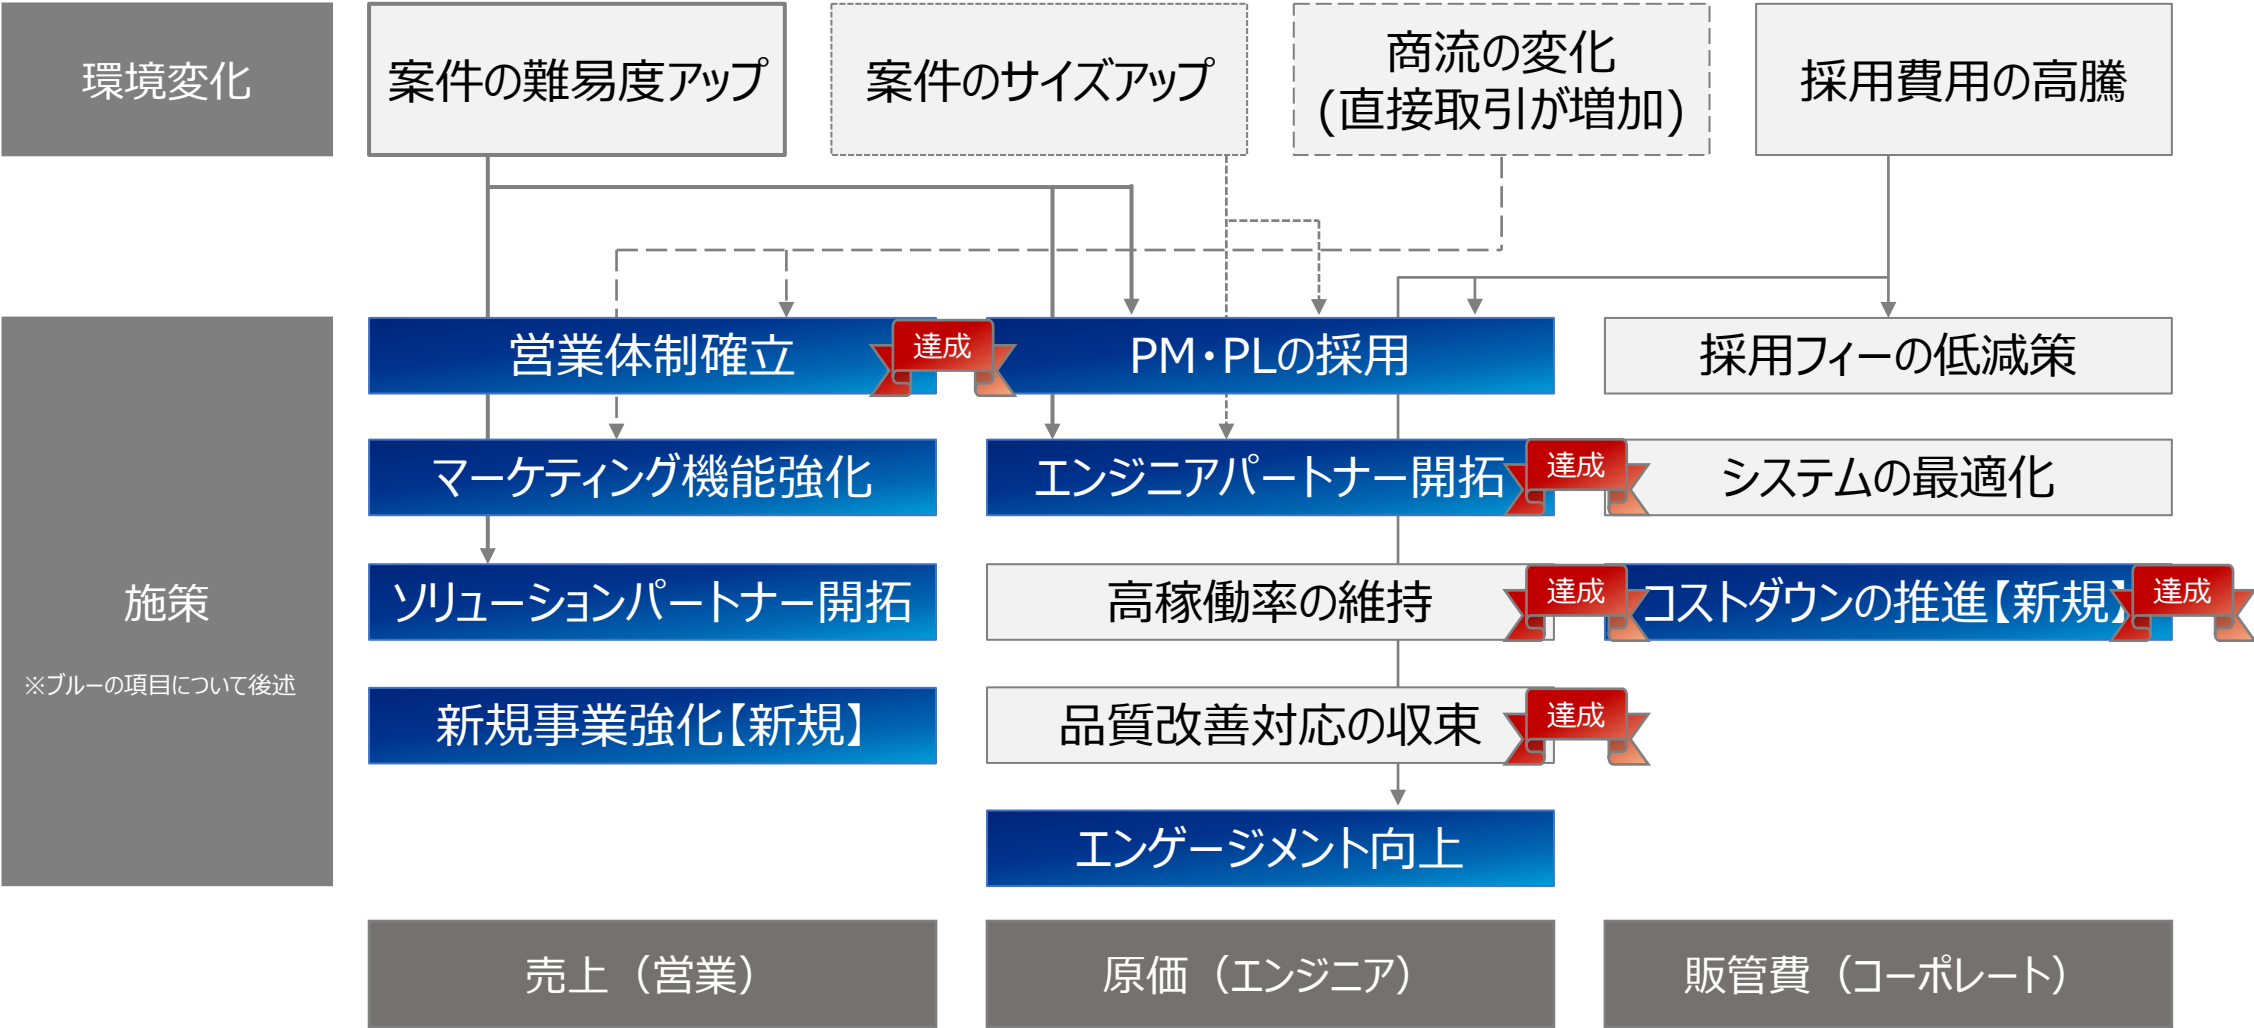 環境変化
案件の難易度アップ
案件のサイズアップ
商流の変化
(直接取引が増加)
採用費用の高騰
施策
※ブルーの項目について後述
営業体制確立
達成
PM・PLの採用
採用フィーの低減策
マーケティング機能強化
エンジニアパートナー開拓
達成
システムの最適化
ソリューションパートナー開拓
高稼働率の維持
達成
コストダウンの推進【新規】
達成
新規事業強化【新規】
品質改善対応の収束
達成
エンゲージメント向上
売上（営業）
原価（エンジニア）
販管費（コーポレート）